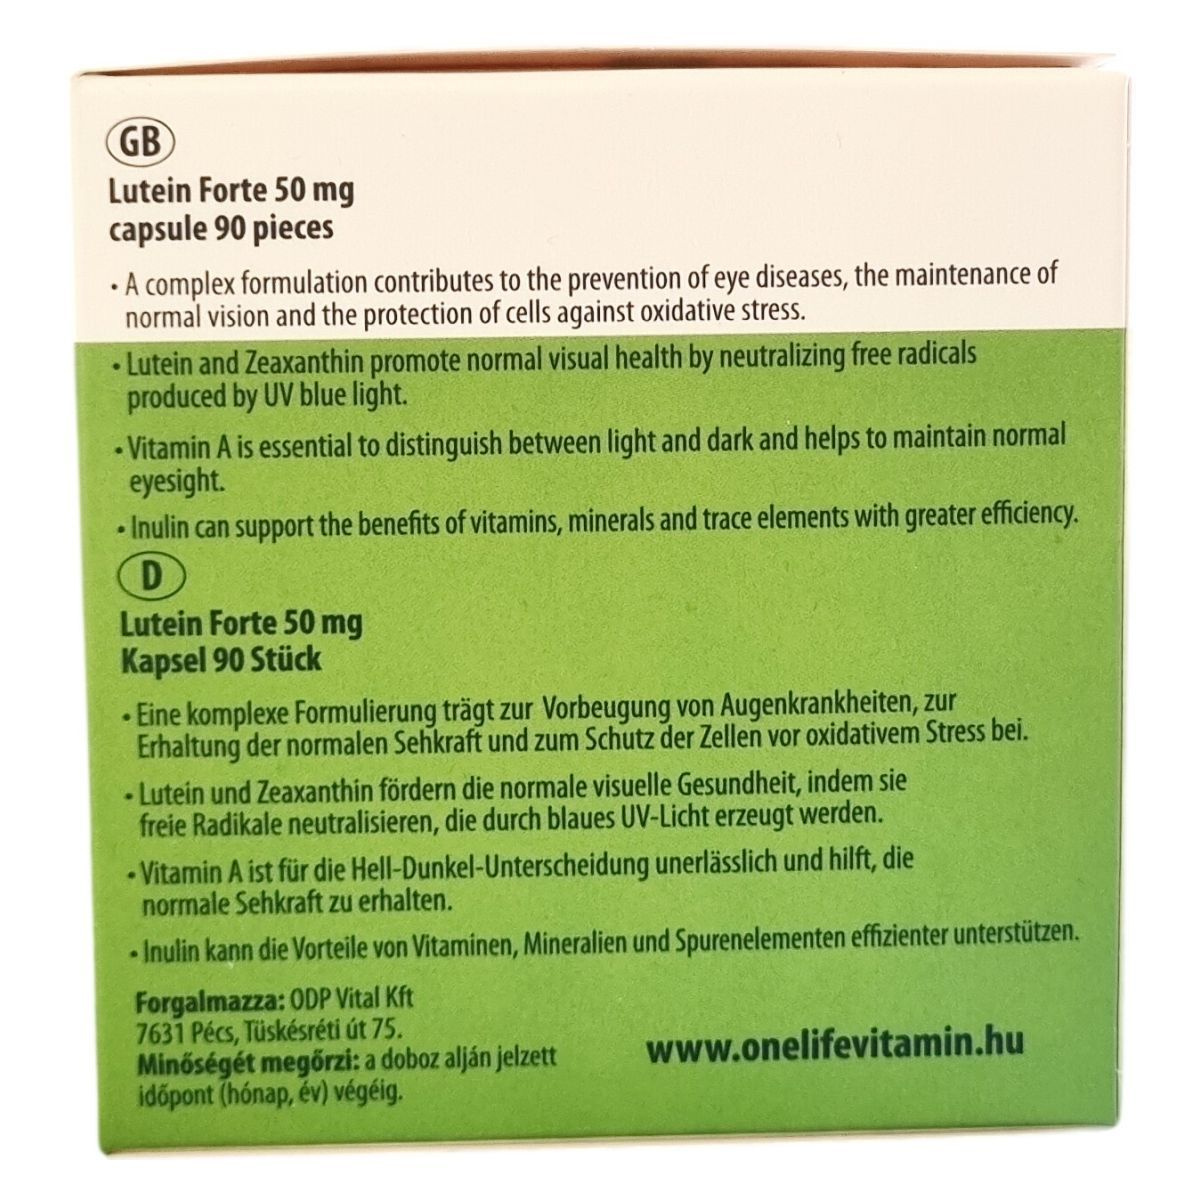 GB
Lutein Forte 50 mg
capsule 90 pieces
• A complex formulation contributes to the prevention of eye diseases, the maintenance of
normal vision and the protection of cells against oxidative stress.
• Lutein and Zeaxanthin promote normal visual health by neutralizing free radicals
produced by UV blue light.
• Vitamin A is essential to distinguish between light and dark and helps to maintain normal
eyesight.
• Inulin can support the benefits of vitamins, minerals and trace elements with greater efficiency.
D
Lutein Forte 50 mg
Kapsel 90 Stück
• Eine komplexe Formulierung trägt zur Vorbeugung von Augenkrankheiten, zur
Erhaltung der normalen Sehkraft und zum Schutz der Zellen vor oxidativem Stress bei.
• Lutein und Zeaxanthin fördern die normale visuelle Gesundheit, indem sie
freie Radikale neutralisieren, die durch blaues UV-Licht erzeugt werden.
• Vitamin A ist für die Hell-Dunkel-Unterscheidung unerlässlich und hilft, die
normale Sehkraft zu erhalten.
• Inulin kann die Vorteile von Vitaminen, Mineralien und Spurenelementen effizienter unterstützen.
Forgalmazza: ODP Vital Kft
7631 Pécs, Tüskésréti út 75.
Minőségét megőrzi: a doboz alján jelzett
időpont (hónap, év) végéig.
www.onelifevitamin.hu